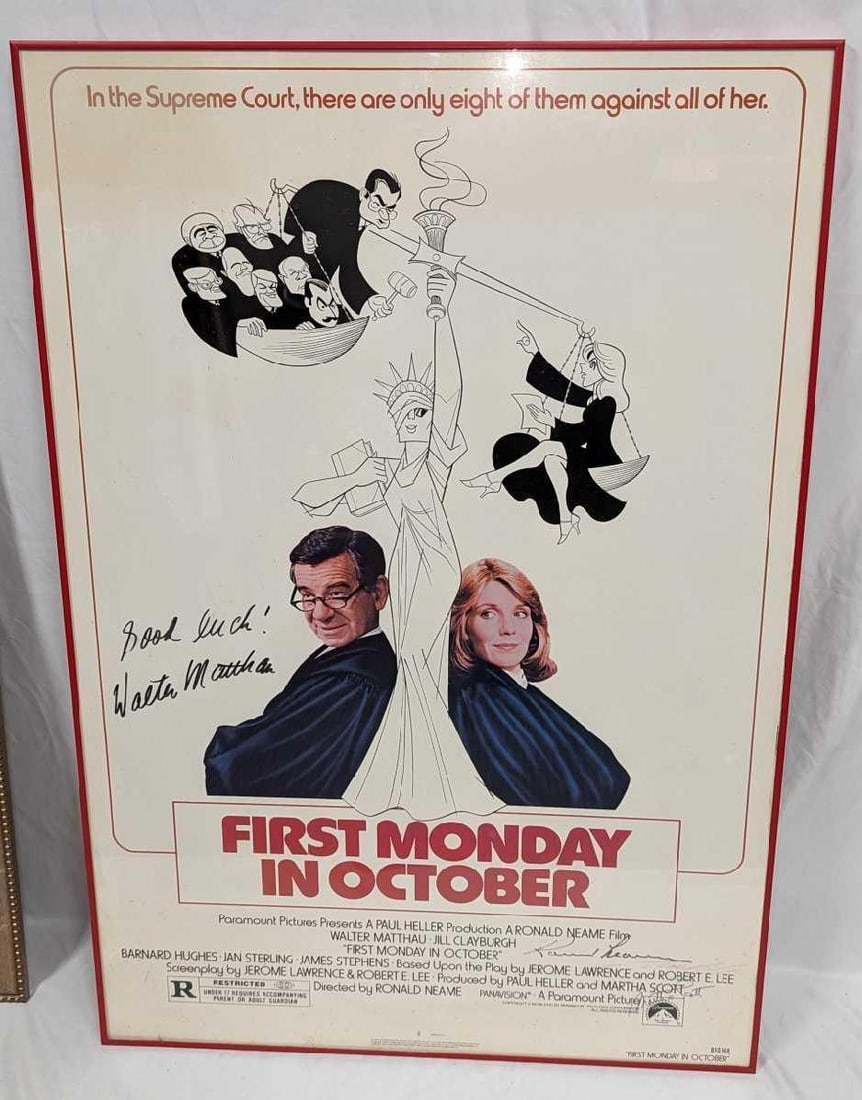 In the Supreme Court, there are only eight of them against all of her.
Good luck!
Walter Matthau
FIRST MONDAY
IN OCTOBER
Paramount Pictures Presents A PAUL HELLER Production A RONALD NEAME Film
WALTER MATTHAU · JILL CLAYBURGH
"FIRST MONDAY IN OCTOBER"
BARNARD HUGHES · JAN STERLING · JAMES STEPHENS · Based Upon the Play by JEROME LAWRENCE and ROBERT E. LEE
Screenplay by JEROME LAWRENCE & ROBERT E. LEE · Produced by PAUL HELLER and MARTHA SCOTT
Directed by RONALD NEAME PANAVISION® · A Paramount Picture
R RESTRICTED
UNDER 17 REQUIRES ACCOMPANYING
PARENT OR ADULT GUARDIAN
810148
"FIRST MONDAY IN OCTOBER"